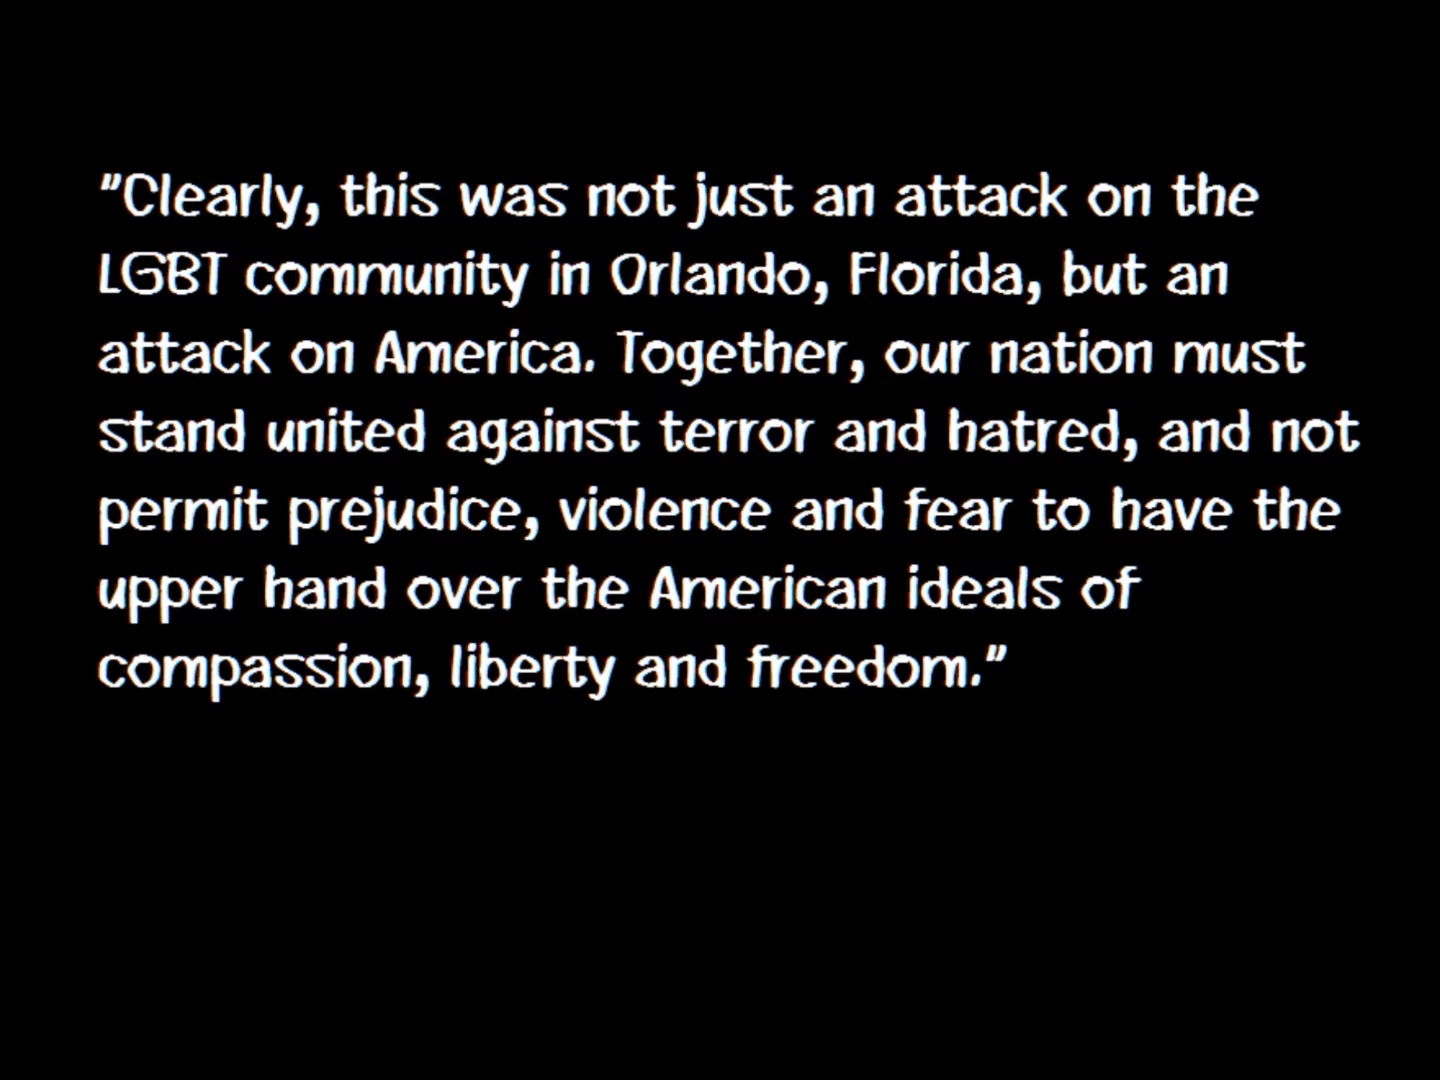 "Clearly, this was not just an attack on the
LGBT community in Orlando, Florida, but an
attack on America. Together, our nation must
stand united against terror and hatred, and not
permit prejudice, violence and fear to have the
upper hand over the American ideals of
compassion, liberty and freedom."